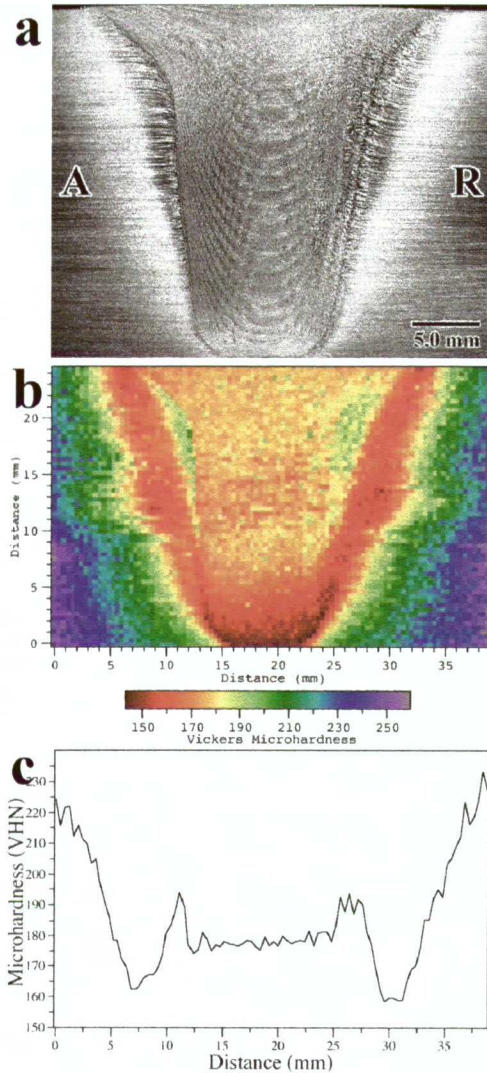 a
A
R
5.0 mm
b
20
15
10
5
0
Distance (mm)
0 5 10 15 20 25 30 35
Distance (mm)
150 170 190 210 230 250
Vickers Microhardness
c
230
220
210
200
190
180
170
160
150
Microhardness (VHN)
0 5 10 15 20 25 30 35
Distance (mm)